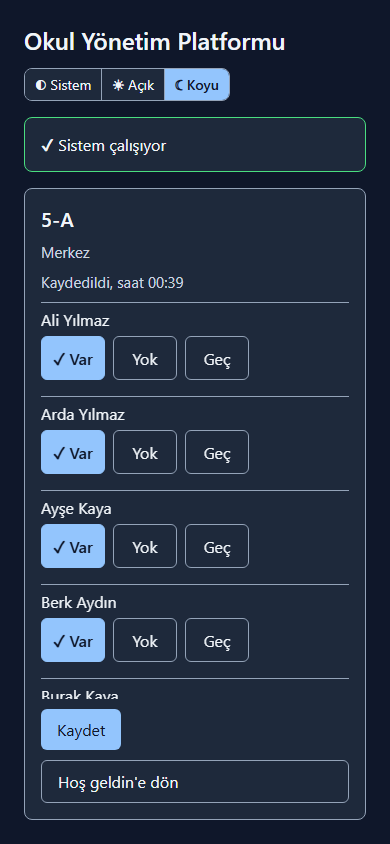 Okul Yönetim Platformu
Sistem Açık Koyu
✓ Sistem çalışıyor
5-A
Merkez
Kaydedildi, saat 00:39
Ali Yılmaz
✓ Var Yok Geç
Arda Yılmaz
✓ Var Yok Geç
Ayşe Kaya
✓ Var Yok Geç
Berk Aydın
✓ Var Yok Geç
Burak Kaya
Kaydet
Hoş geldin'e dön